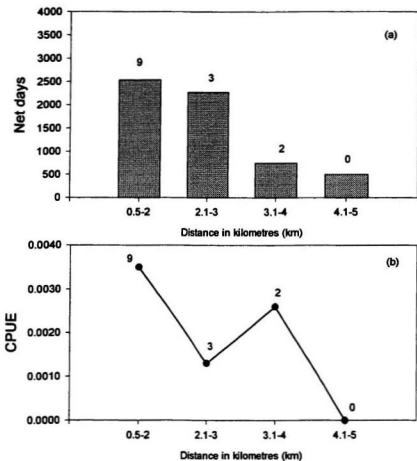 4000
(a)
3500
9
3
3000
Net days
2500
2000
1500
2
1000
0
500
0
0.5-2 2.1-3 3.1-4 4.1-5
Distance in kilometres (km)
0.0040
9
(b)
0.0030
2
CPUE
0.0020
3
0.0010
0
0.0000
0.5-2 2.1-3 3.1-4 4.1-5
Distance in kilometres (km)